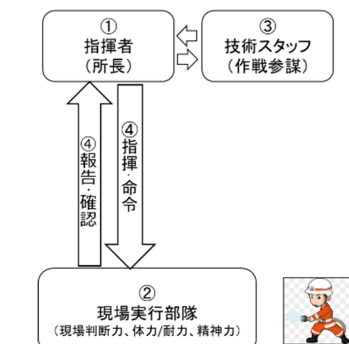 ①
指揮者
（所長）
③
技術スタッフ
（作戦参謀）
④報告・確認
④指揮・命令
②
現場実行部隊
（現場判断力、体力/耐力、精神力）